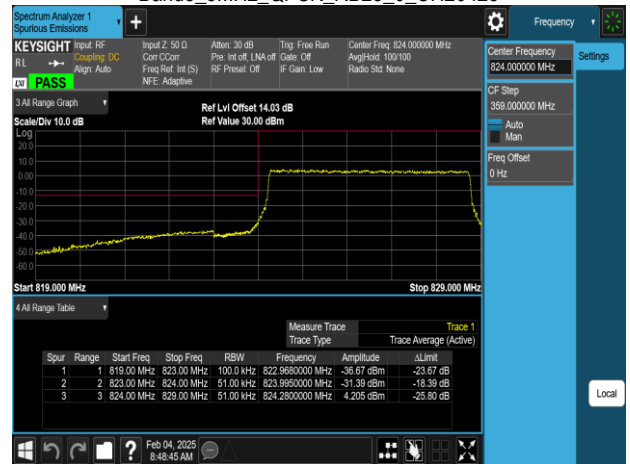 Spectrum Analyzer 1
Spurious Emissions
+
Frequency
KEYSIGHT
RL
LXI PASS
Input: RF
Coupling: DC
Align: Auto
Input Z: 50 Ω
Corr CCorr
Freq Ref: Int (S)
NFE: Adaptive
Atten: 30 dB
Pre: Int off, LNA off
RF Preset: Off
Trig: Free Run
Gate: Off
IF Gain: Low
Center Freq: 824.000000 MHz
Avg|Hold: 100/100
Radio Std: None
Center Frequency
824.000000 MHz
Settings
CF Step
359.000000 MHz
Auto
Man
Freq Offset
0 Hz
3 All Range Graph
Scale/Div 10.0 dB
Ref Lvl Offset 14.03 dB
Ref Value 30.00 dBm
Log
20.0
10.0
0.00
-10.0
-20.0
-30.0
-40.0
-50.0
-60.0
Start 819.000 MHz
Stop 829.000 MHz
4 All Range Table
Measure Trace Trace 1
Trace Type Trace Average (Active)
Spur Range Start Freq Stop Freq RBW Frequency Amplitude ΔLimit
1 1 819.00 MHz 823.00 MHz 100.0 kHz 822.9680000 MHz -36.67 dBm -23.67 dB
2 2 823.00 MHz 824.00 MHz 51.00 kHz 823.9950000 MHz -31.39 dBm -18.39 dB
3 3 824.00 MHz 829.00 MHz 51.00 kHz 824.2800000 MHz 4.205 dBm -25.80 dB
Local
?
Feb 04, 2025
8:48:45 AM